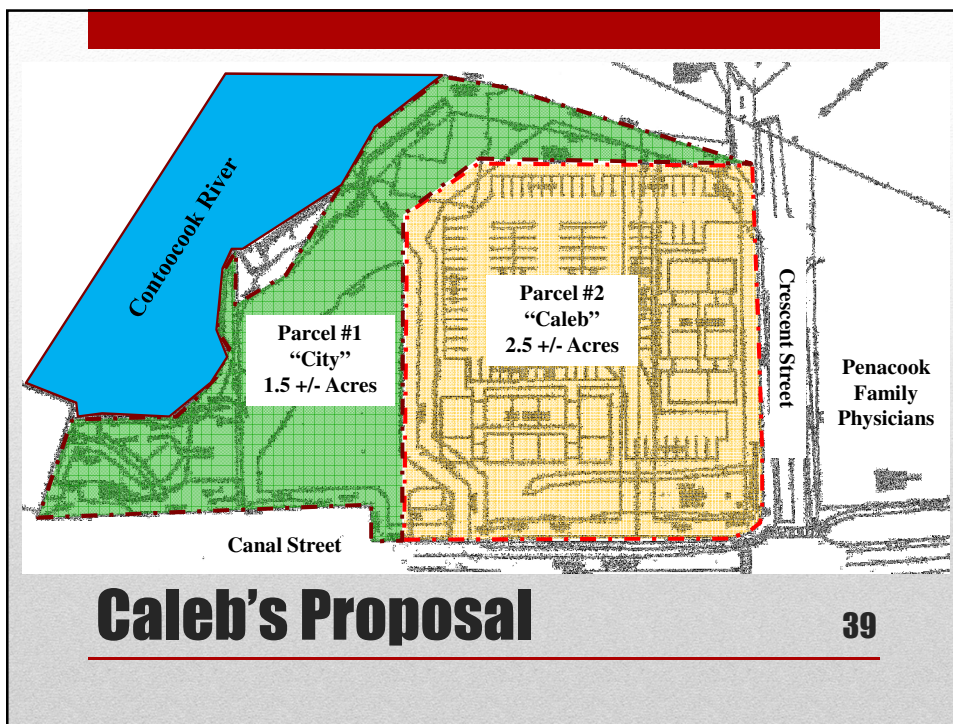 Contoocook River
Parcel #1
“City”
1.5 +/- Acres
Parcel #2
“Caleb”
2.5 +/- Acres
Crescent Street
Penacook
Family
Physicians
Canal Street
Caleb’s Proposal
39